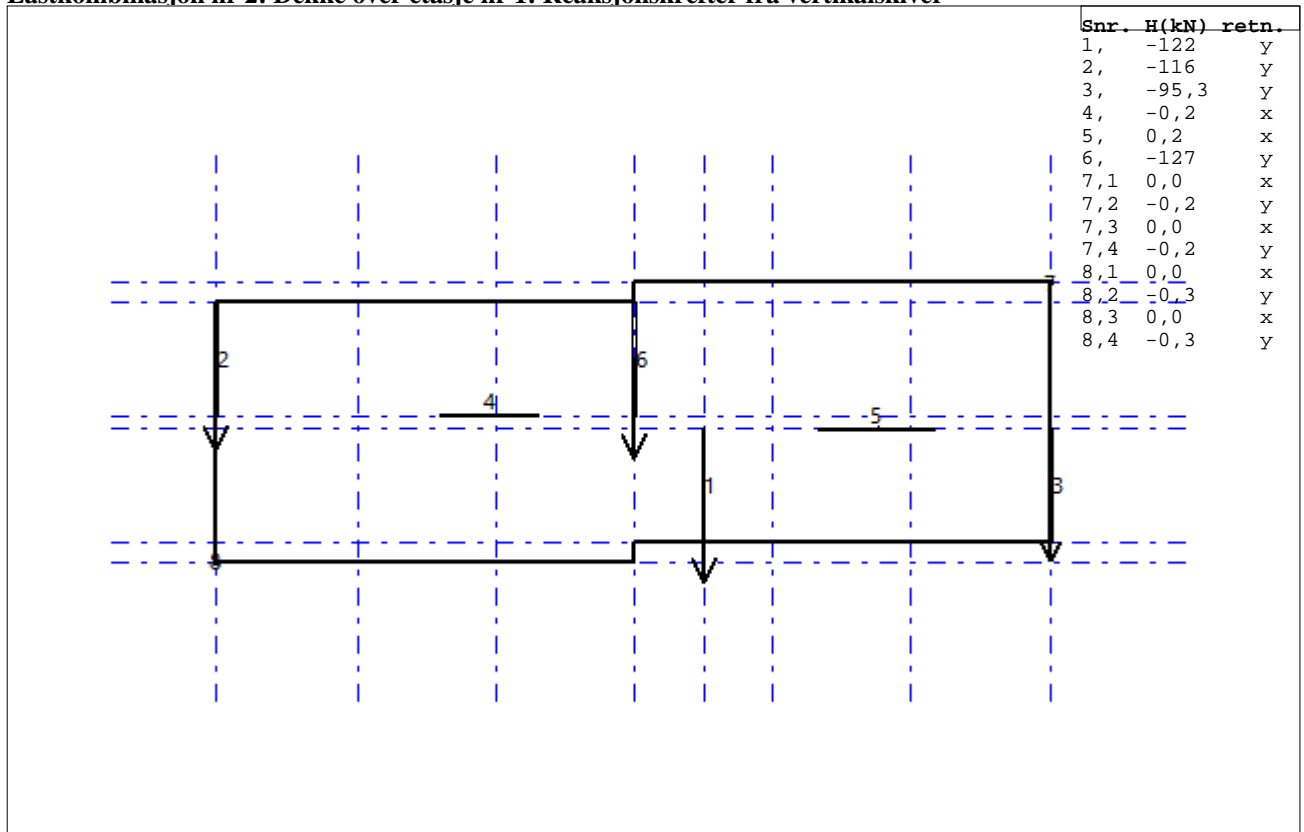 Lastkombinasjon nr 2: Dekke over etasje nr 1: Reaksjonskrefter fra vertikalskiver
Snr. H(kN) retn.
1, -122 y
2, -116 y
3, -95,3 y
4, -0,2 x
5, 0,2 x
6, -127 y
7,1 0,0 x
7,2 -0,2 y
7,3 0,0 x
7,4 -0,2 y
8,1 0,0 x
8,2 -0,3 y
8,3 0,0 x
8,4 -0,3 y
7
2
6
4
5
1
3
8